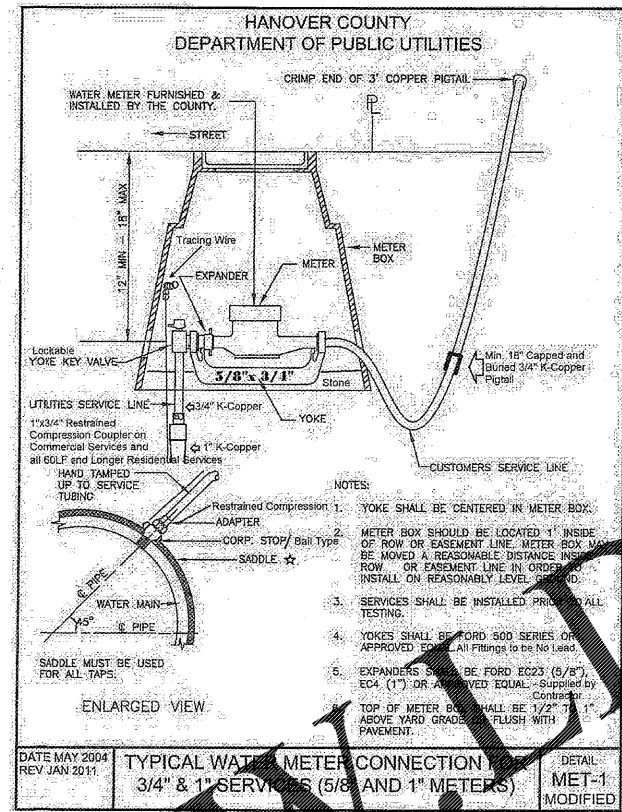 HANOVER COUNTY
DEPARTMENT OF PUBLIC UTILITIES
CRIMP END OF 3' COPPER PIGTAIL
WATER METER FURNISHED &
INSTALLED BY THE COUNTY.
STREET
12" MIN – 18" MAX
Tracing Wire
EXPANDER
METER
METER
BOX
Lockable
YOKE KEY VALVE
5/8"x 3/4"
Stone
Min. 18" Capped and
Buried 3/4" K-Copper
Pigtail
UTILITIES SERVICE LINE
3/4" K-Copper
YOKE
1"x3/4" Restrained
Compression Coupler on
Commercial Services and
all 60LF and Longer Residential Services
1" K-Copper
CUSTOMERS SERVICE LINE
HAND TAMPED
UP TO SERVICE
TUBING
Restrained Compression
ADAPTER
CORP. STOP/ Ball Type
SADDLE ☆
℄ PIPE
WATER MAIN
45°
℄ PIPE
SADDLE MUST BE USED
FOR ALL TAPS.
ENLARGED VIEW
NOTES:
1. YOKE SHALL BE CENTERED IN METER BOX.
2. METER BOX SHOULD BE LOCATED 1' INSIDE
OF ROW OR EASEMENT LINE. METER BOX MAY
BE MOVED A REASONABLE DISTANCE INSIDE
ROW OR EASEMENT LINE IN ORDER TO
INSTALL ON REASONABLY LEVEL GROUND.
3. SERVICES SHALL BE INSTALLED PRIOR TO ALL
TESTING.
4. YOKES SHALL BE FORD 500 SERIES OR
APPROVED EQUAL. All Fittings to be No Lead.
5. EXPANDERS SHALL BE FORD EC23 (5/8"),
EC4 (1") OR APPROVED EQUAL. - Supplied by
Contractor
TOP OF METER BOX SHALL BE 1/2" TO 1"
ABOVE YARD GRADE OR FLUSH WITH
PAVEMENT.
DATE MAY 2004
REV JAN 2011
TYPICAL WATER METER CONNECTION FOR
3/4" & 1" SERVICES (5/8" AND 1" METERS)
DETAIL
MET-1
MODIFIED